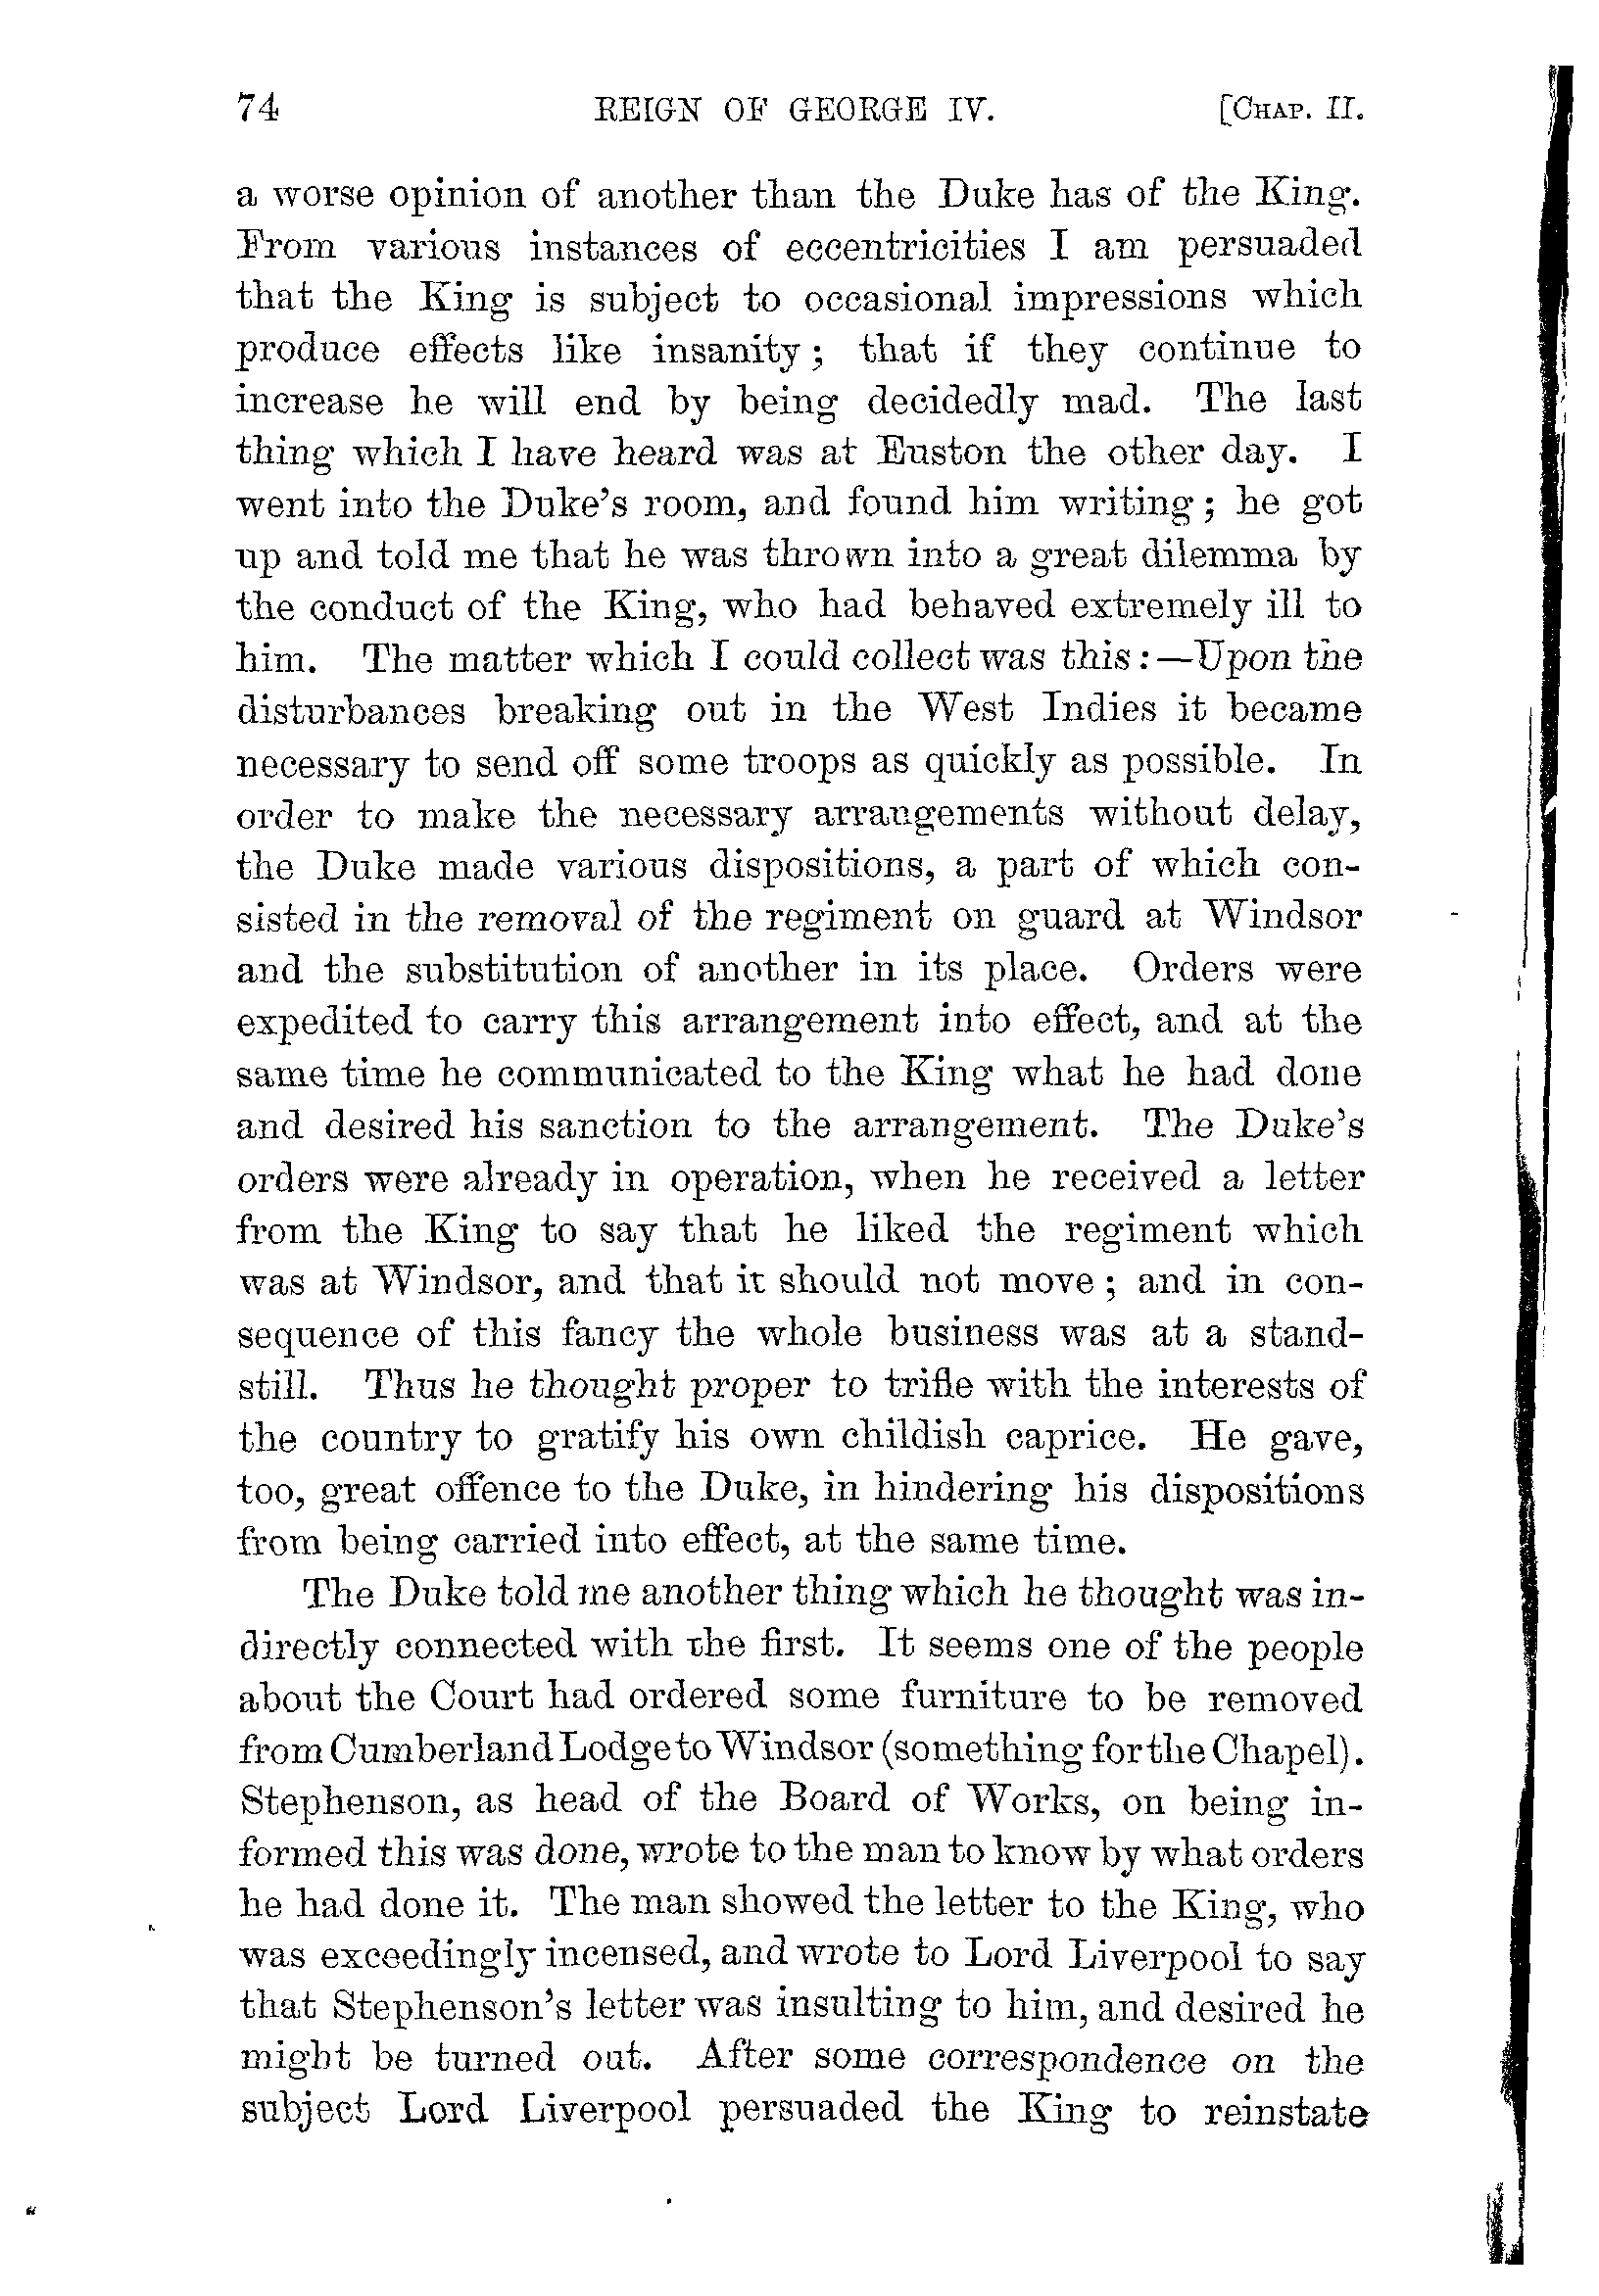 74 REIGN OF GEORGE IV. [CHAP. II.
a worse opinion of another than the Duke has of the King.
From various instances of eccentricities I am persuaded
that the King is subject to occasional impressions which
produce effects like insanity; that if they continue to
increase he will end by being decidedly mad. The last
thing which I have heard was at Euston the other day. I
went into the Duke's room, and found him writing; he got
up and told me that he was thrown into a great dilemma by
the conduct of the King, who had behaved extremely ill to
him. The matter which I could collect was this:—Upon the
disturbances breaking out in the West Indies it became
necessary to send off some troops as quickly as possible. In
order to make the necessary arrangements without delay,
the Duke made various dispositions, a part of which con-
sisted in the removal of the regiment on guard at Windsor
and the substitution of another in its place. Orders were
expedited to carry this arrangement into effect, and at the
same time he communicated to the King what he had done
and desired his sanction to the arrangement. The Duke's
orders were already in operation, when he received a letter
from the King to say that he liked the regiment which
was at Windsor, and that it should not move; and in con-
sequence of this fancy the whole business was at a stand-
still. Thus he thought proper to trifle with the interests of
the country to gratify his own childish caprice. He gave,
too, great offence to the Duke, in hindering his dispositions
from being carried into effect, at the same time.
The Duke told me another thing which he thought was in-
directly connected with the first. It seems one of the people
about the Court had ordered some furniture to be removed
from Cumberland Lodge to Windsor (something for the Chapel).
Stephenson, as head of the Board of Works, on being in-
formed this was done, wrote to the man to know by what orders
he had done it. The man showed the letter to the King, who
was exceedingly incensed, and wrote to Lord Liverpool to say
that Stephenson's letter was insulting to him, and desired he
might be turned out. After some correspondence on the
subject Lord Liverpool persuaded the King to reinstate